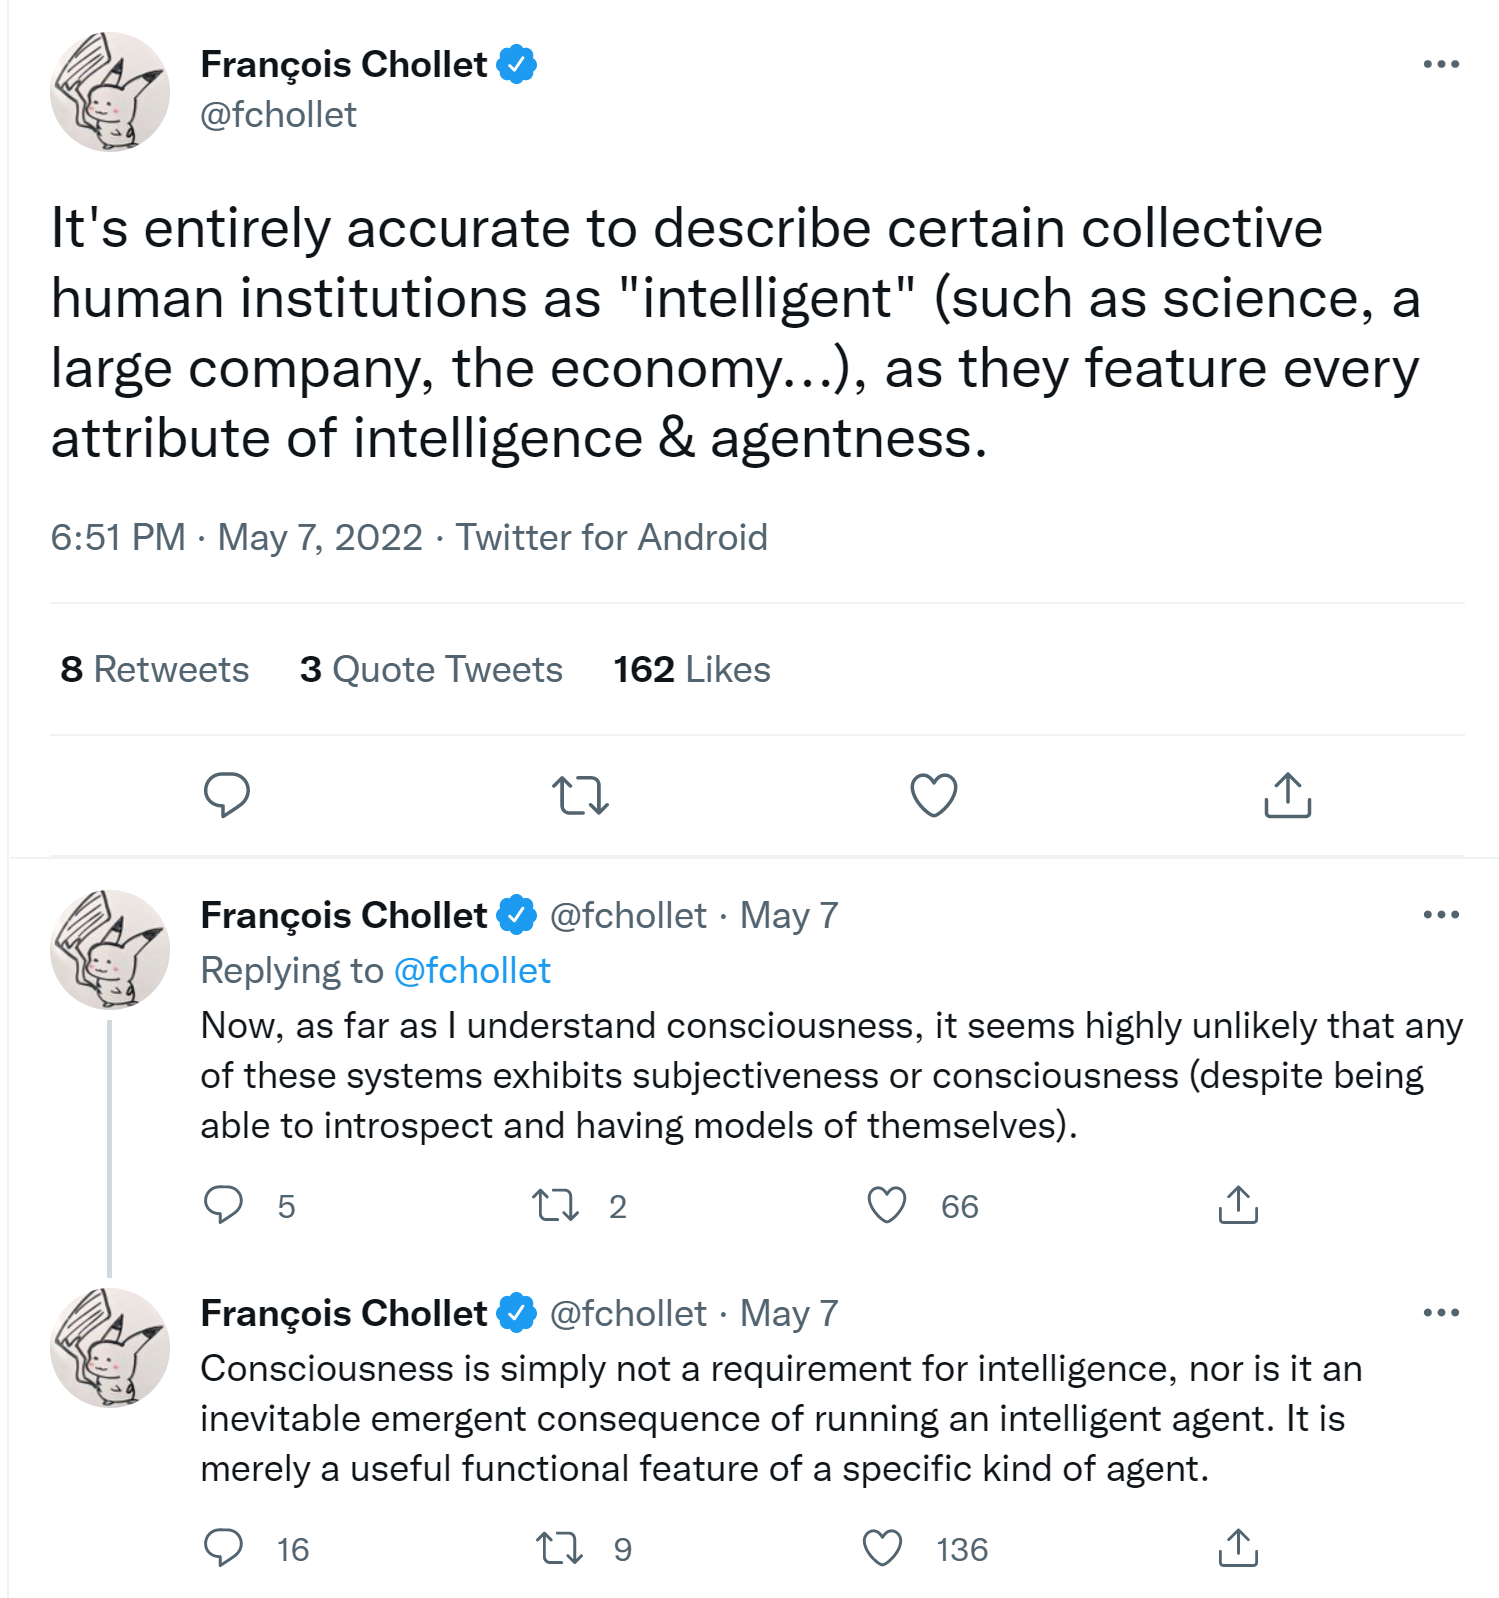 François Chollet
@fchollet
It's entirely accurate to describe certain collective
human institutions as "intelligent" (such as science, a
large company, the economy...), as they feature every
attribute of intelligence & agentness.
6:51 PM · May 7, 2022 · Twitter for Android
8 Retweets 3 Quote Tweets 162 Likes
François Chollet @fchollet · May 7
Replying to @fchollet
Now, as far as I understand consciousness, it seems highly unlikely that any
of these systems exhibits subjectiveness or consciousness (despite being
able to introspect and having models of themselves).
5 2 66
François Chollet @fchollet · May 7
Consciousness is simply not a requirement for intelligence, nor is it an
inevitable emergent consequence of running an intelligent agent. It is
merely a useful functional feature of a specific kind of agent.
16 9 136